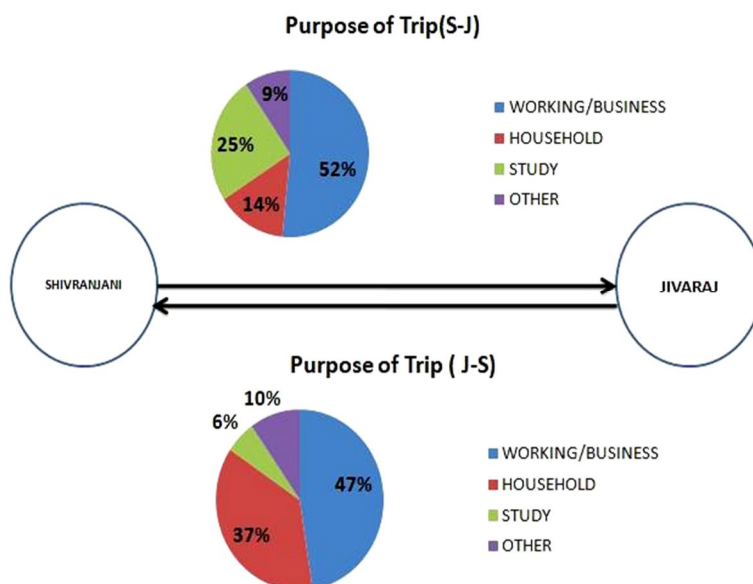 Purpose of Trip(S-J)
9%
25%
52%
14%
WORKING/BUSINESS
HOUSEHOLD
STUDY
OTHER
SHIVRANJANI
JIVARAJ
Purpose of Trip ( J-S)
10%
6%
47%
37%
WORKING/BUSINESS
HOUSEHOLD
STUDY
OTHER